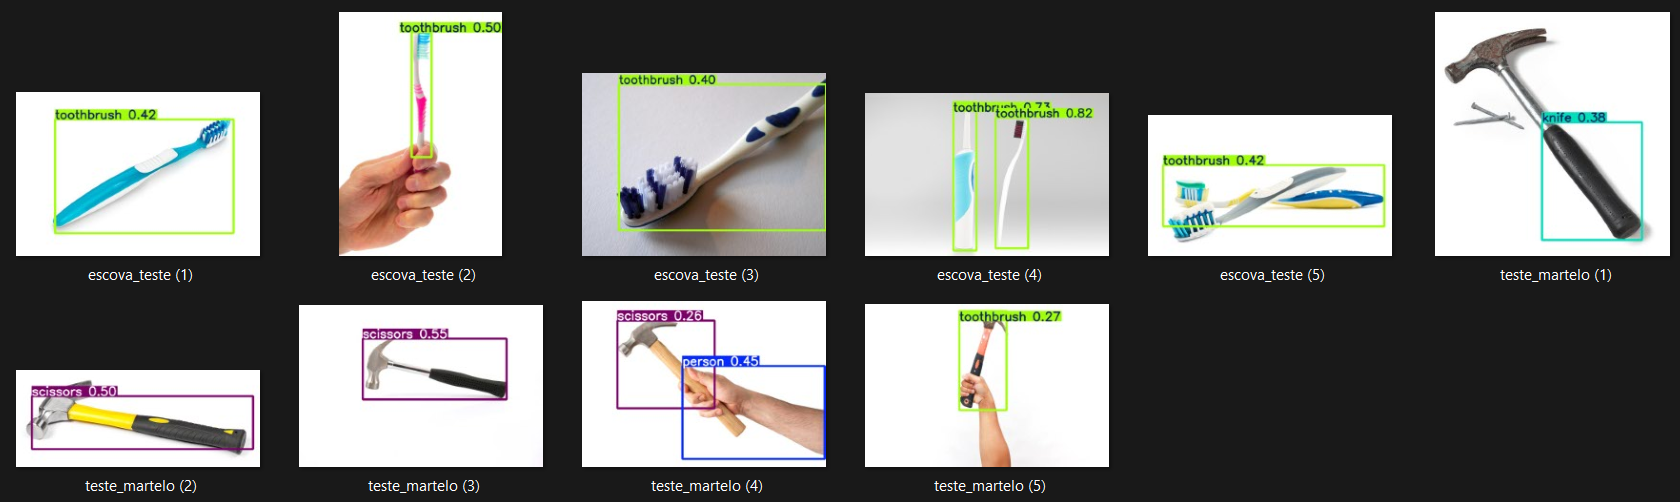 toothbrush 0.42
escova_teste (1)
toothbrush 0.50
escova_teste (2)
toothbrush 0.40
escova_teste (3)
toothbrush 0.73
toothbrush 0.82
escova_teste (4)
toothbrush 0.42
escova_teste (5)
knife 0.38
teste_martelo (1)
scissors 0.50
teste_martelo (2)
scissors 0.55
teste_martelo (3)
scissors 0.26
person 0.45
teste_martelo (4)
toothbrush 0.27
teste_martelo (5)